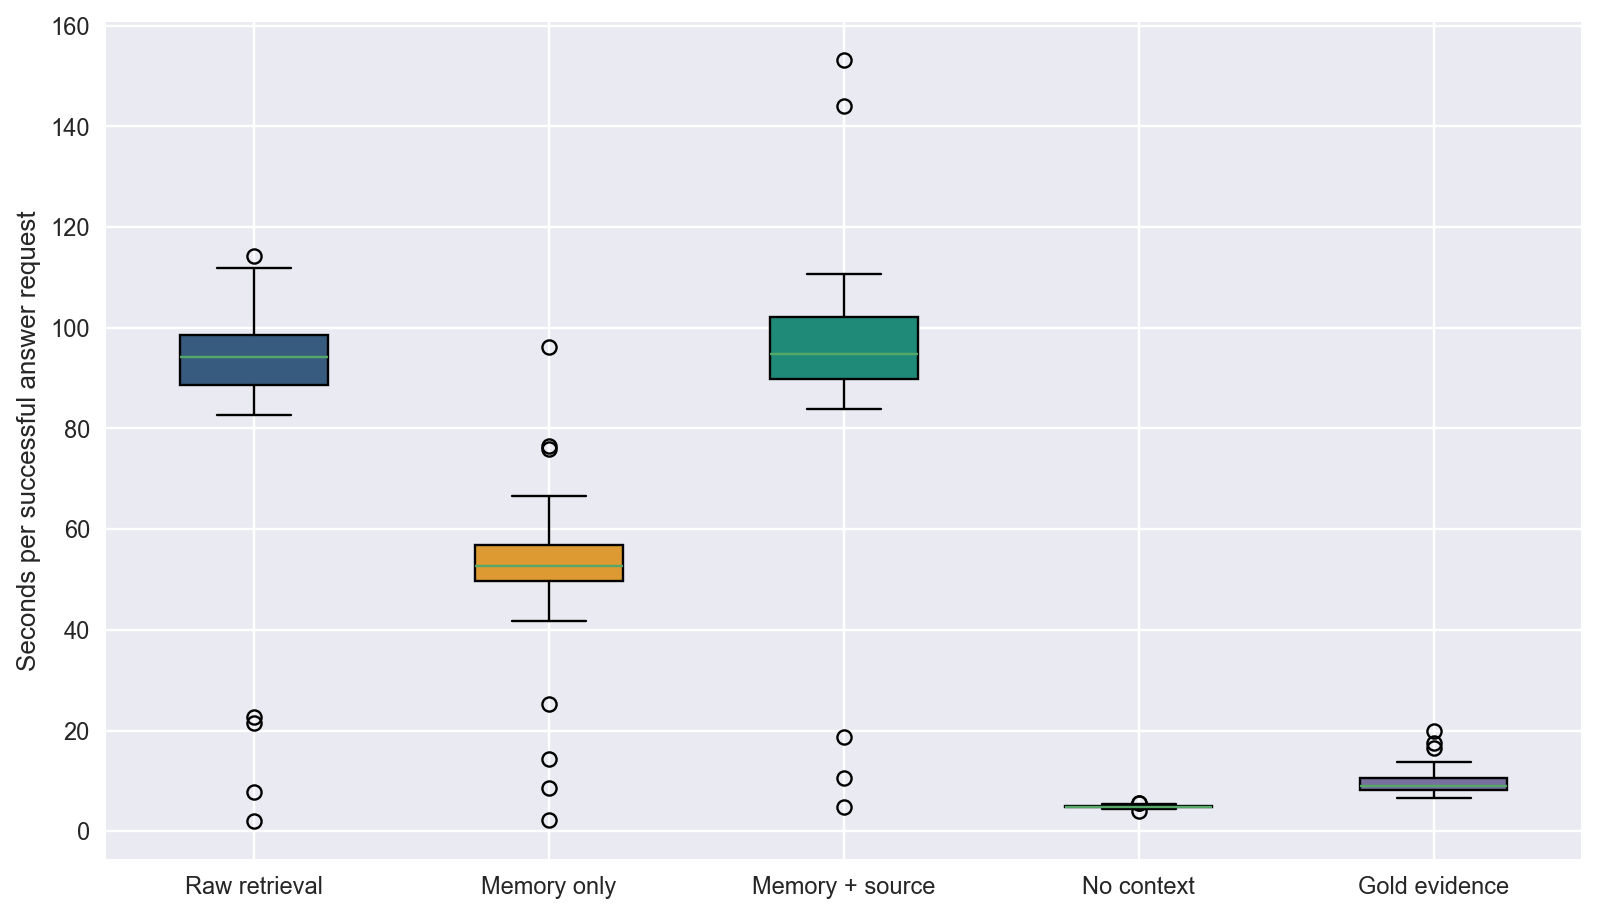 160
140
120
100
80
60
40
20
0
Seconds per successful answer request
Raw retrieval
Memory only
Memory + source
No context
Gold evidence